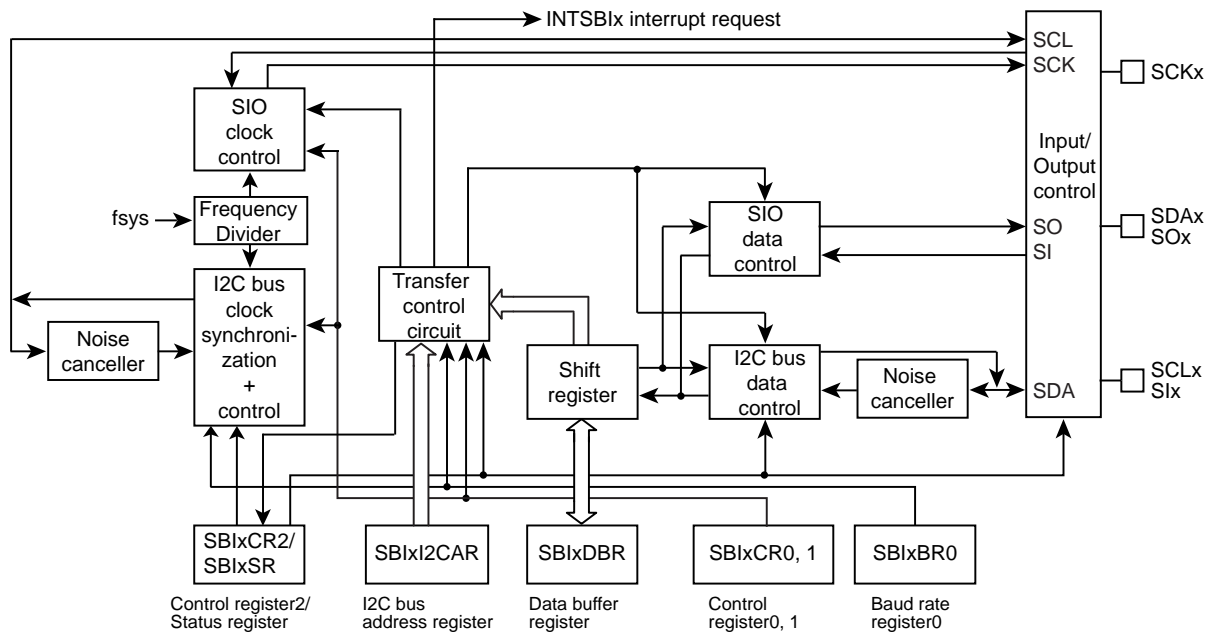 INTSBIx interrupt request
SCL
SCK
SCKx
SIO
clock
control
Input/
Output
control
fsys
Frequency
Divider
SIO
data
control
SO
SI
SDAx
SOx
I2C bus
clock
synchroni-
zation
+
control
Noise
canceller
Transfer
control
circuit
Shift
register
I2C bus
data
control
Noise
canceller
SDA
SCLx
SIx
SBIxCR2/
SBIxSR
SBIxI2CAR
SBIxDBR
SBIxCR0, 1
SBIxBR0
Control register2/
Status register
I2C bus
address register
Data buffer
register
Control
register0, 1
Baud rate
register0